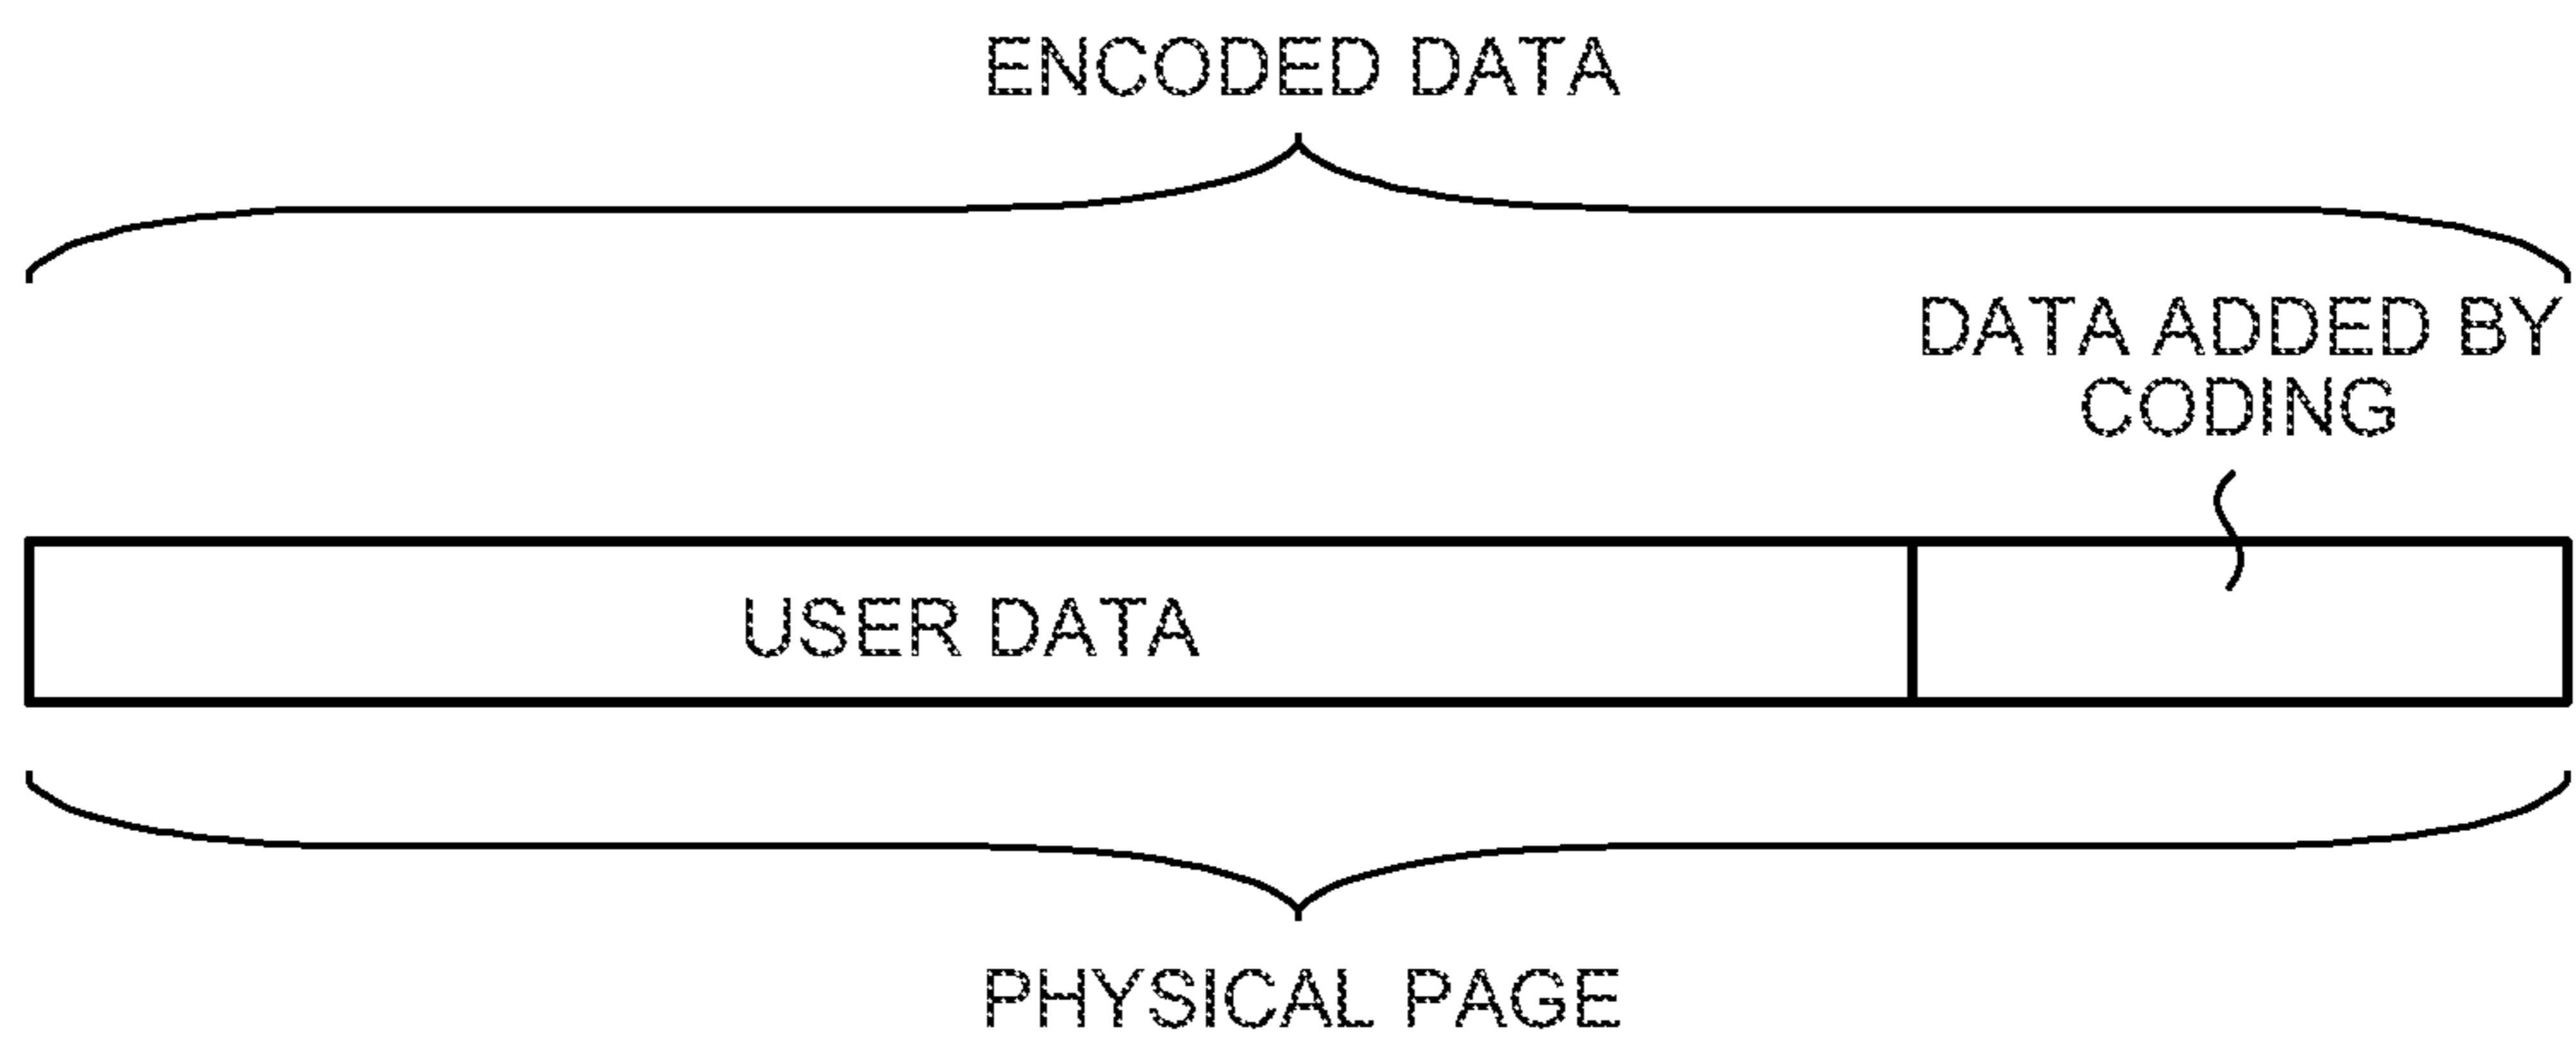 ENCODED DATA
DATA ADDED BY
CODING
USER DATA
PHYSICAL PAGE